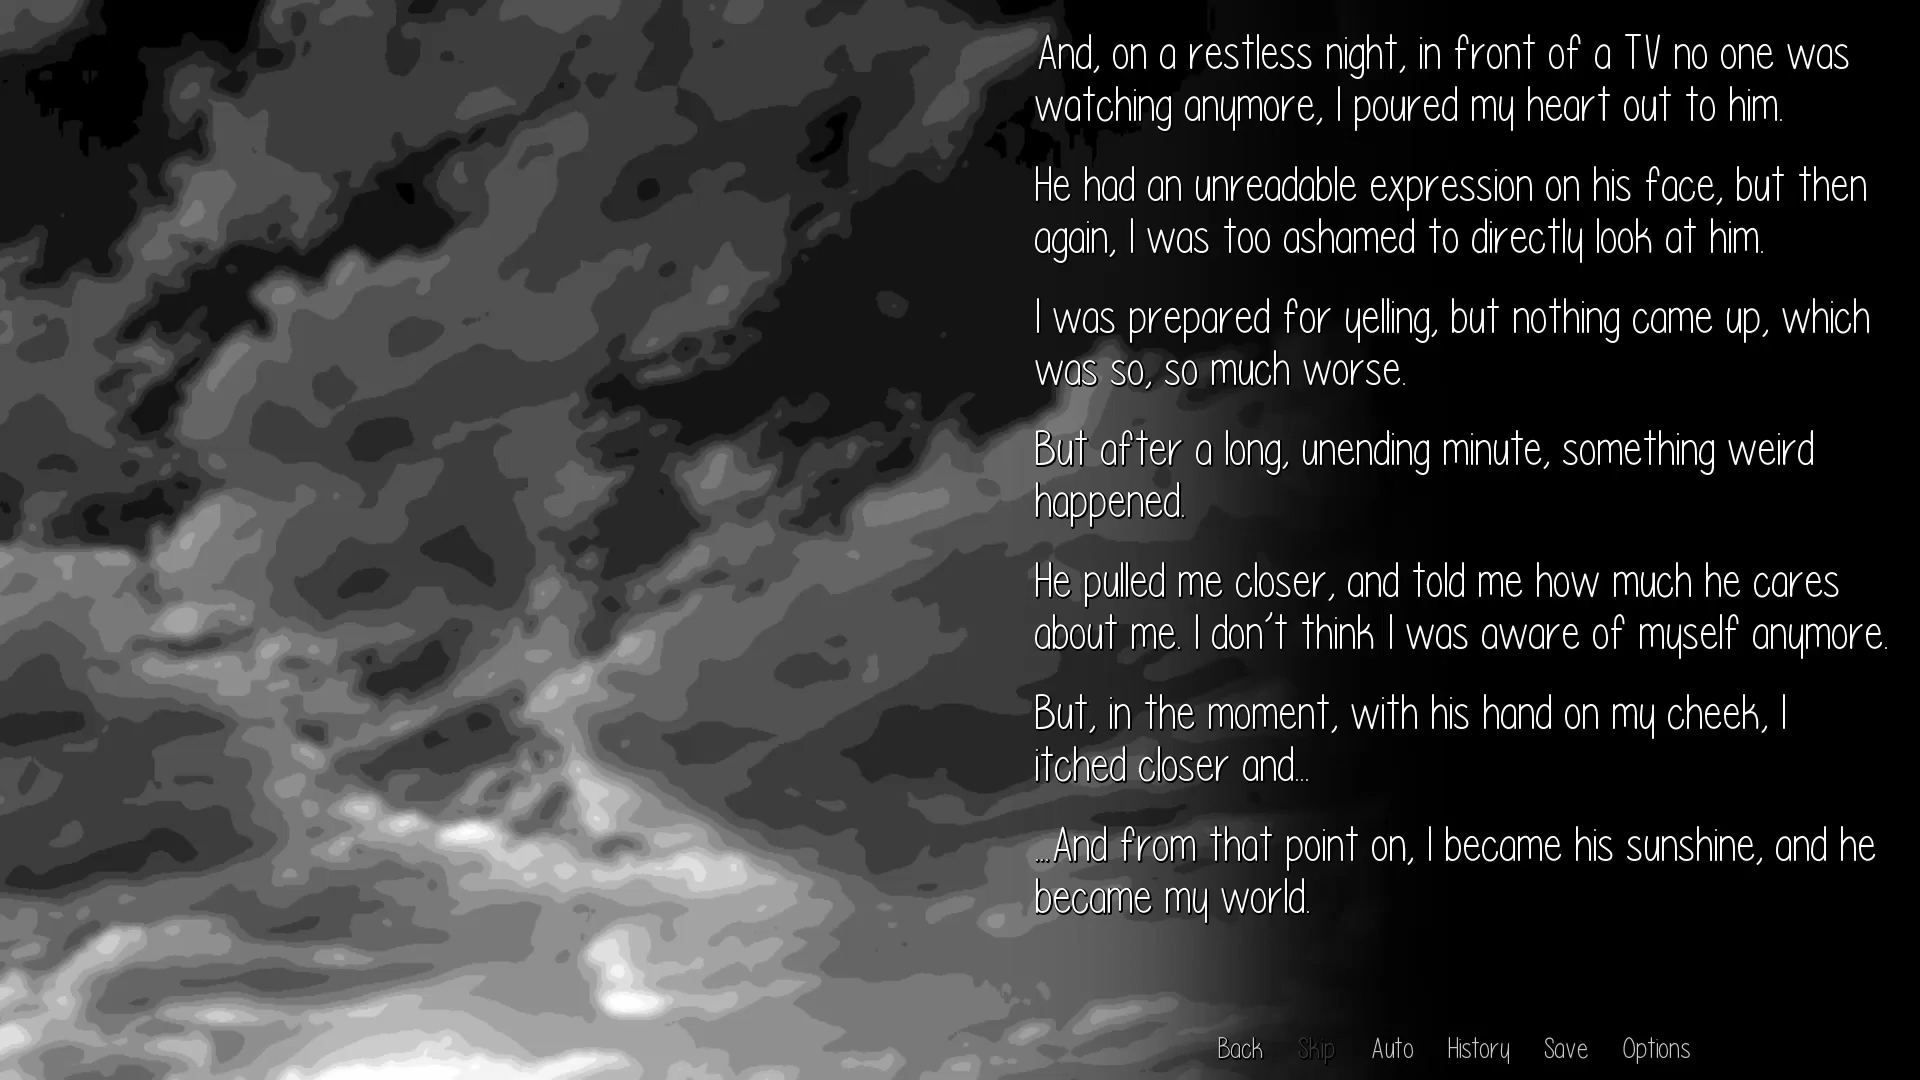 And, on a restless night, in front of a TV no one was
watching anymore, I poured my heart out to him.
He had an unreadable expression on his face, but then
again, I was too ashamed to directly look at him.
I was prepared for yelling, but nothing came up, which
was so, so much worse.
But after a long, unending minute, something weird
happened.
He pulled me closer, and told me how much he cares
about me. I don't think I was aware of myself anymore.
But, in the moment, with his hand on my cheek, I
itched closer and...
...And from that point on, I became his sunshine, and he
became my world.
Back Skip Auto History Save Options